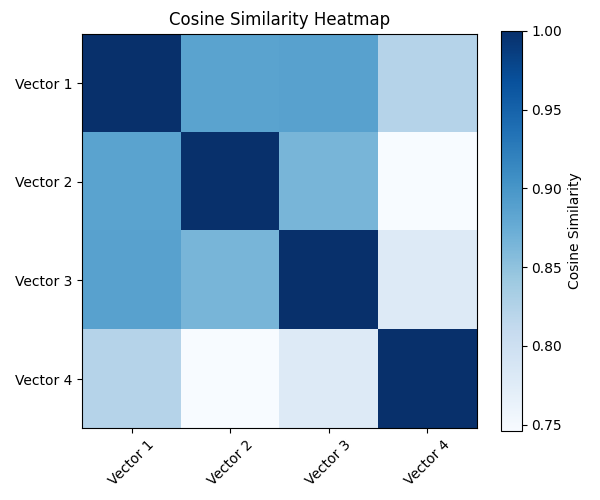 Cosine Similarity Heatmap
Vector 1
Vector 2
Vector 3
Vector 4
Vector 1
Vector 2
Vector 3
Vector 4
1.00
0.95
0.90
0.85
0.80
0.75
Cosine Similarity